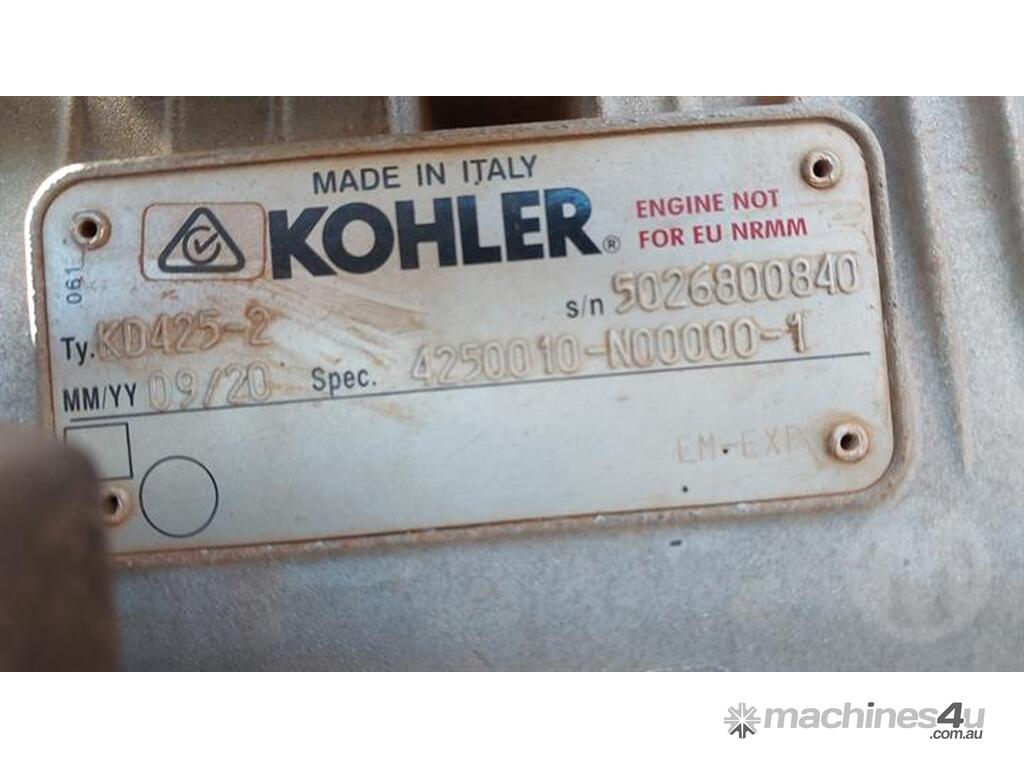 MADE IN ITALY
KOHLER®
ENGINE NOT
FOR EU NRMM
061
s/n 5026800840
Ty. KD425-2
MM/YY 09/20 Spec. 4250010-N00000-1
EM-EXP
machines4u
.com.au